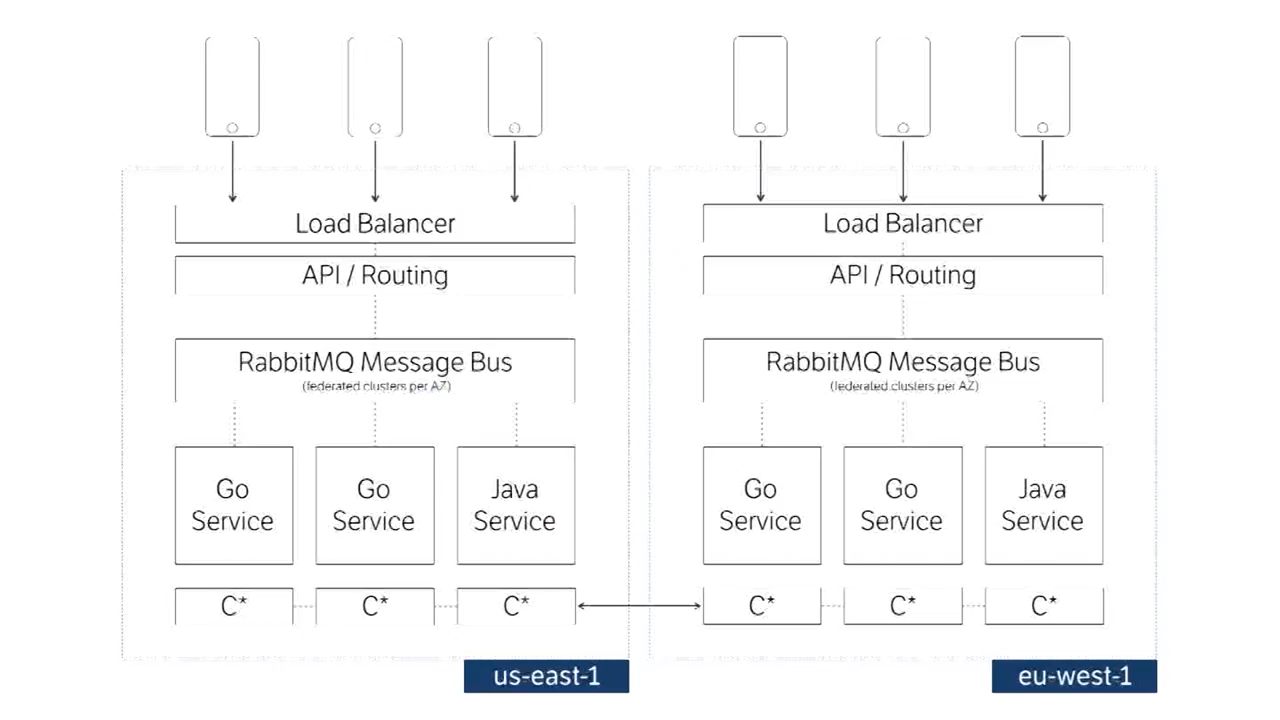 Load Balancer
API / Routing
RabbitMQ Message Bus
(federated clusters per AZ)
Go
Service
Go
Service
Java
Service
C*
C*
C*
us-east-1
Load Balancer
API / Routing
RabbitMQ Message Bus
(federated clusters per AZ)
Go
Service
Go
Service
Java
Service
C*
C*
C*
eu-west-1